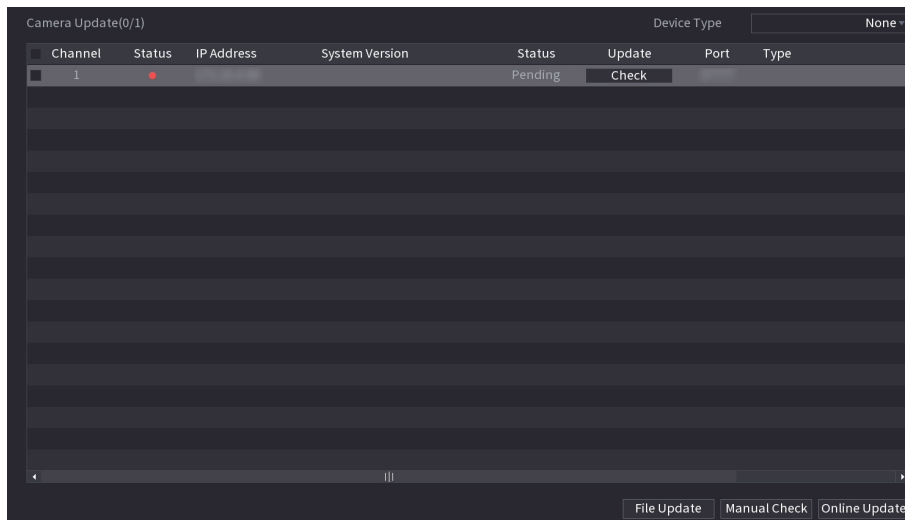 Camera Update(0/1) Device Type None
Channel Status IP Address System Version Status Update Port Type
1 Pending Check
File Update Manual Check Online Update